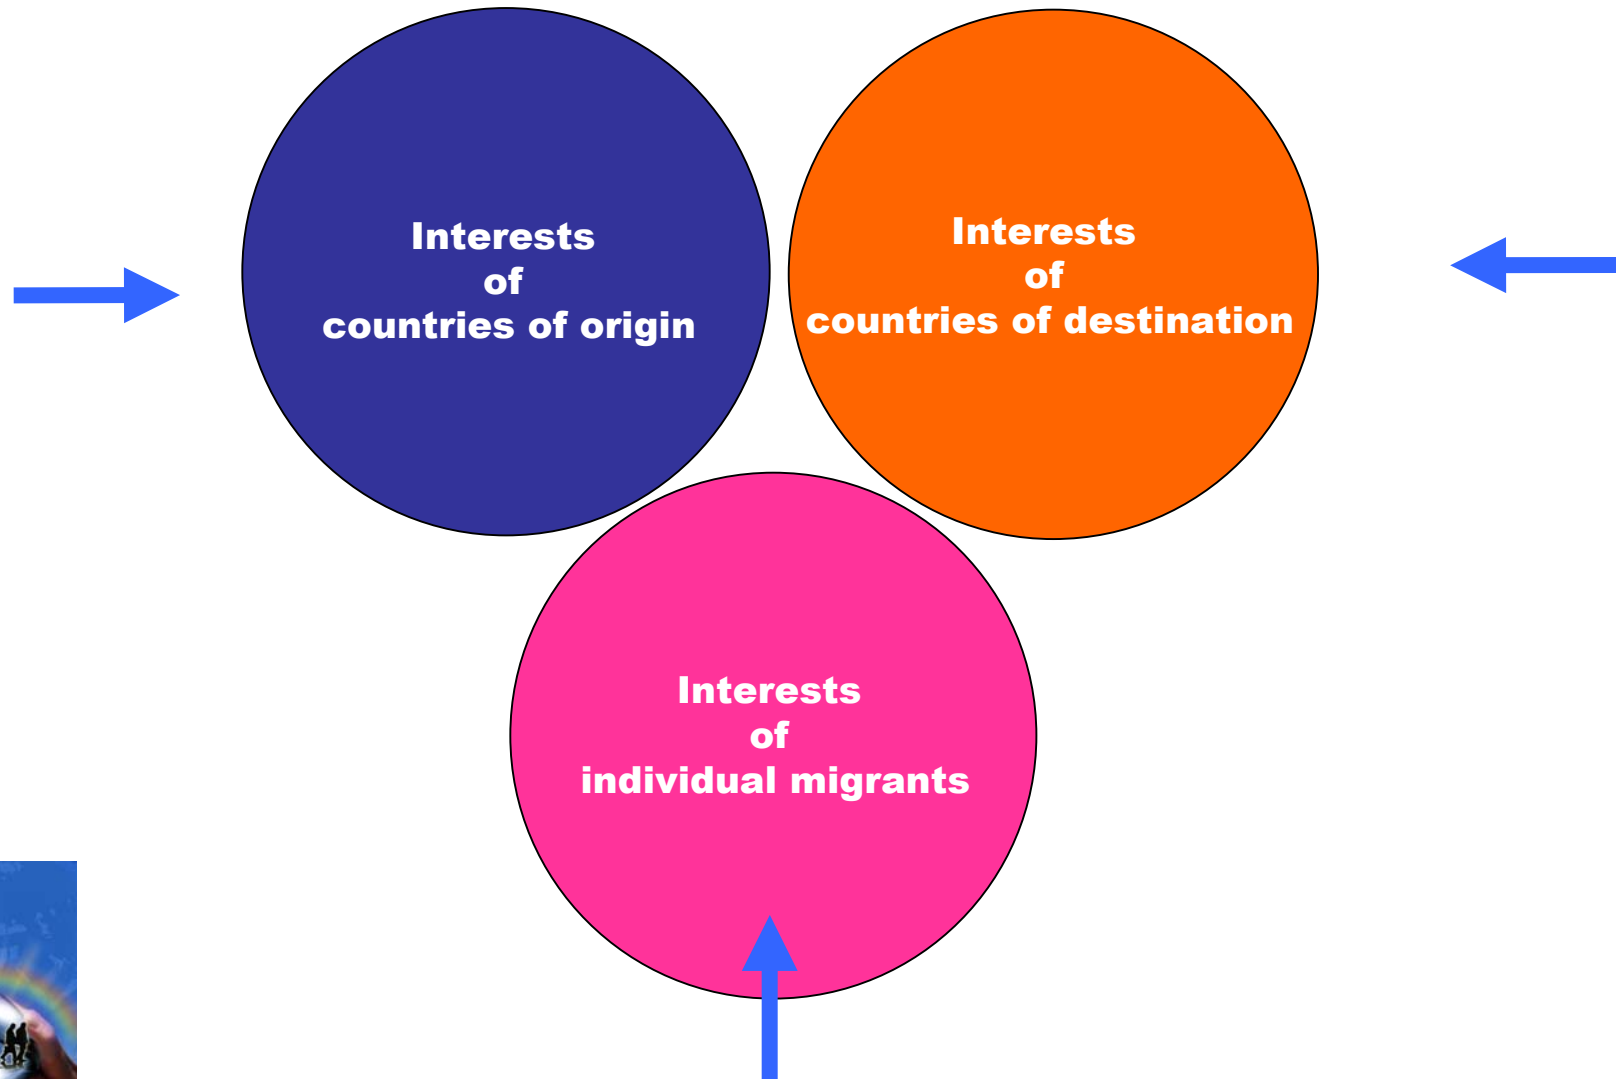 Interests
of
countries of origin
Interests
of
countries of destination
Interests
of
individual migrants